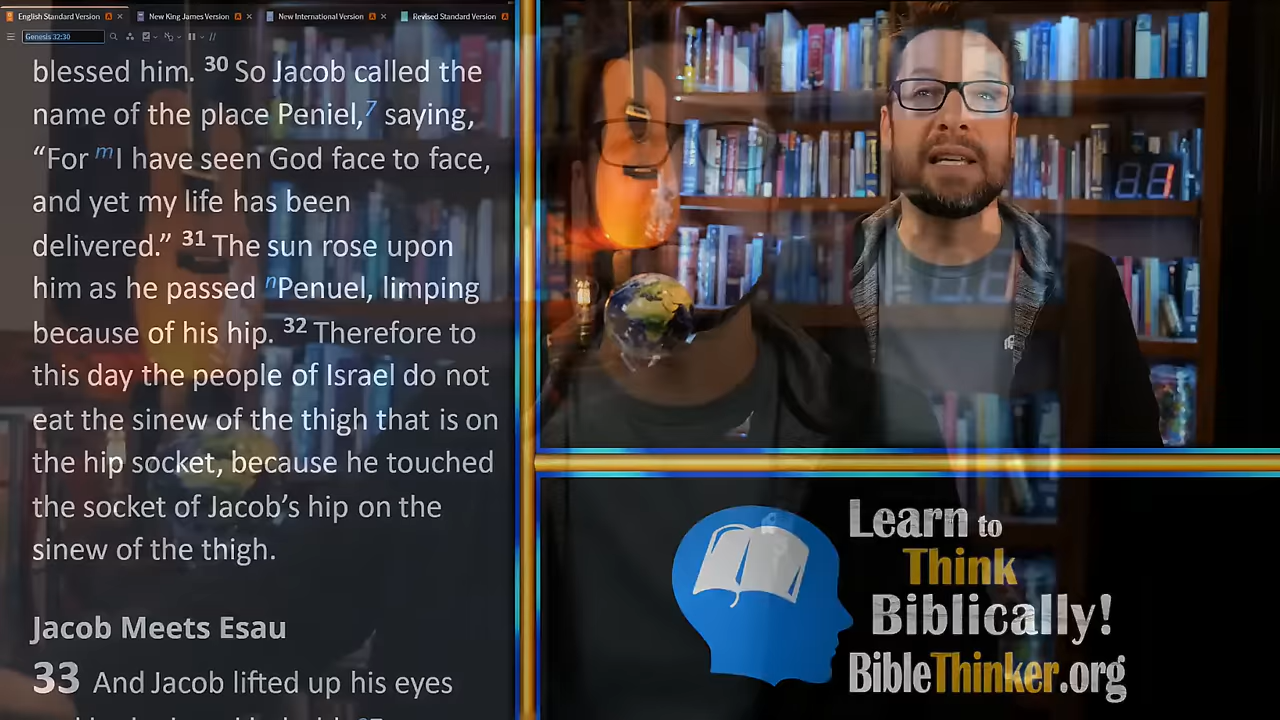 English Standard Version
New King James Version
New International Version
Revised Standard Version
Genesis 32:30
blessed him. 30 So Jacob called the
name of the place Peniel,7 saying,
“For mI have seen God face to face,
and yet my life has been
delivered.” 31 The sun rose upon
him as he passed nPenuel, limping
because of his hip. 32 Therefore to
this day the people of Israel do not
eat the sinew of the thigh that is on
the hip socket, because he touched
the socket of Jacob’s hip on the
sinew of the thigh.
Jacob Meets Esau
33 And Jacob lifted up his eyes
Learn to
Think
Biblically!
BibleThinker.org